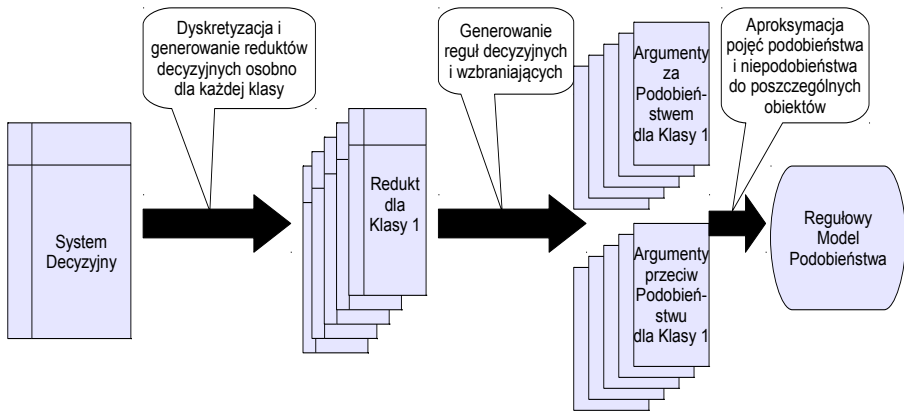 Dyskretyzacja i
generowanie reduktów
decyzyjnych osobno
dla każdej klasy
Generowanie
reguł decyzyjnych
i wzbraniających
Aproksymacja
pojęć podobieństwa
i niepodobieństwa
do poszczególnych
obiektów
System
Decyzyjny
Redukt
dla
Klasy 1
Argumenty
za
Podobień-
stwem
dla Klasy 1
Argumenty
przeciw
Podobień-
stwu
dla Klasy 1
Regułowy
Model
Podobieństwa